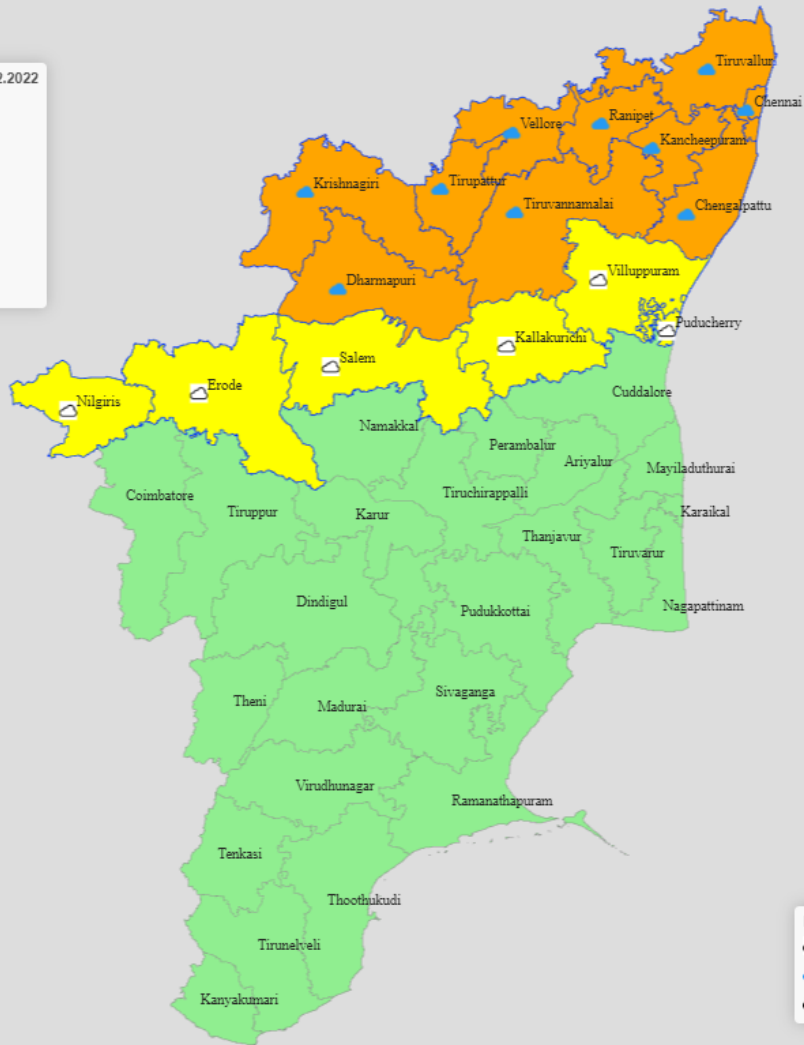 2.2022
Tiruvallur
Chennai
Ranipet
Vellore
Kancheepuram
Krishnagiri
Tirupattur
Tiruvannamalai
Chengalpattu
Villuppuram
Dharmapuri
Puducherry
Kallakurichi
Salem
Erode
Nilgiris
Cuddalore
Namakkal
Perambalur
Ariyalur
Mayiladuthurai
Coimbatore
Tiruchirappalli
Tiruppur
Karur
Karaikal
Thanjavur
Tiruvarur
Dindigul
Pudukkottai
Nagapattinam
Sivaganga
Theni
Madurai
Virudhunagar
Ramanathapuram
Tenkasi
Thoothukudi
Tirunelveli
Kanyakumari